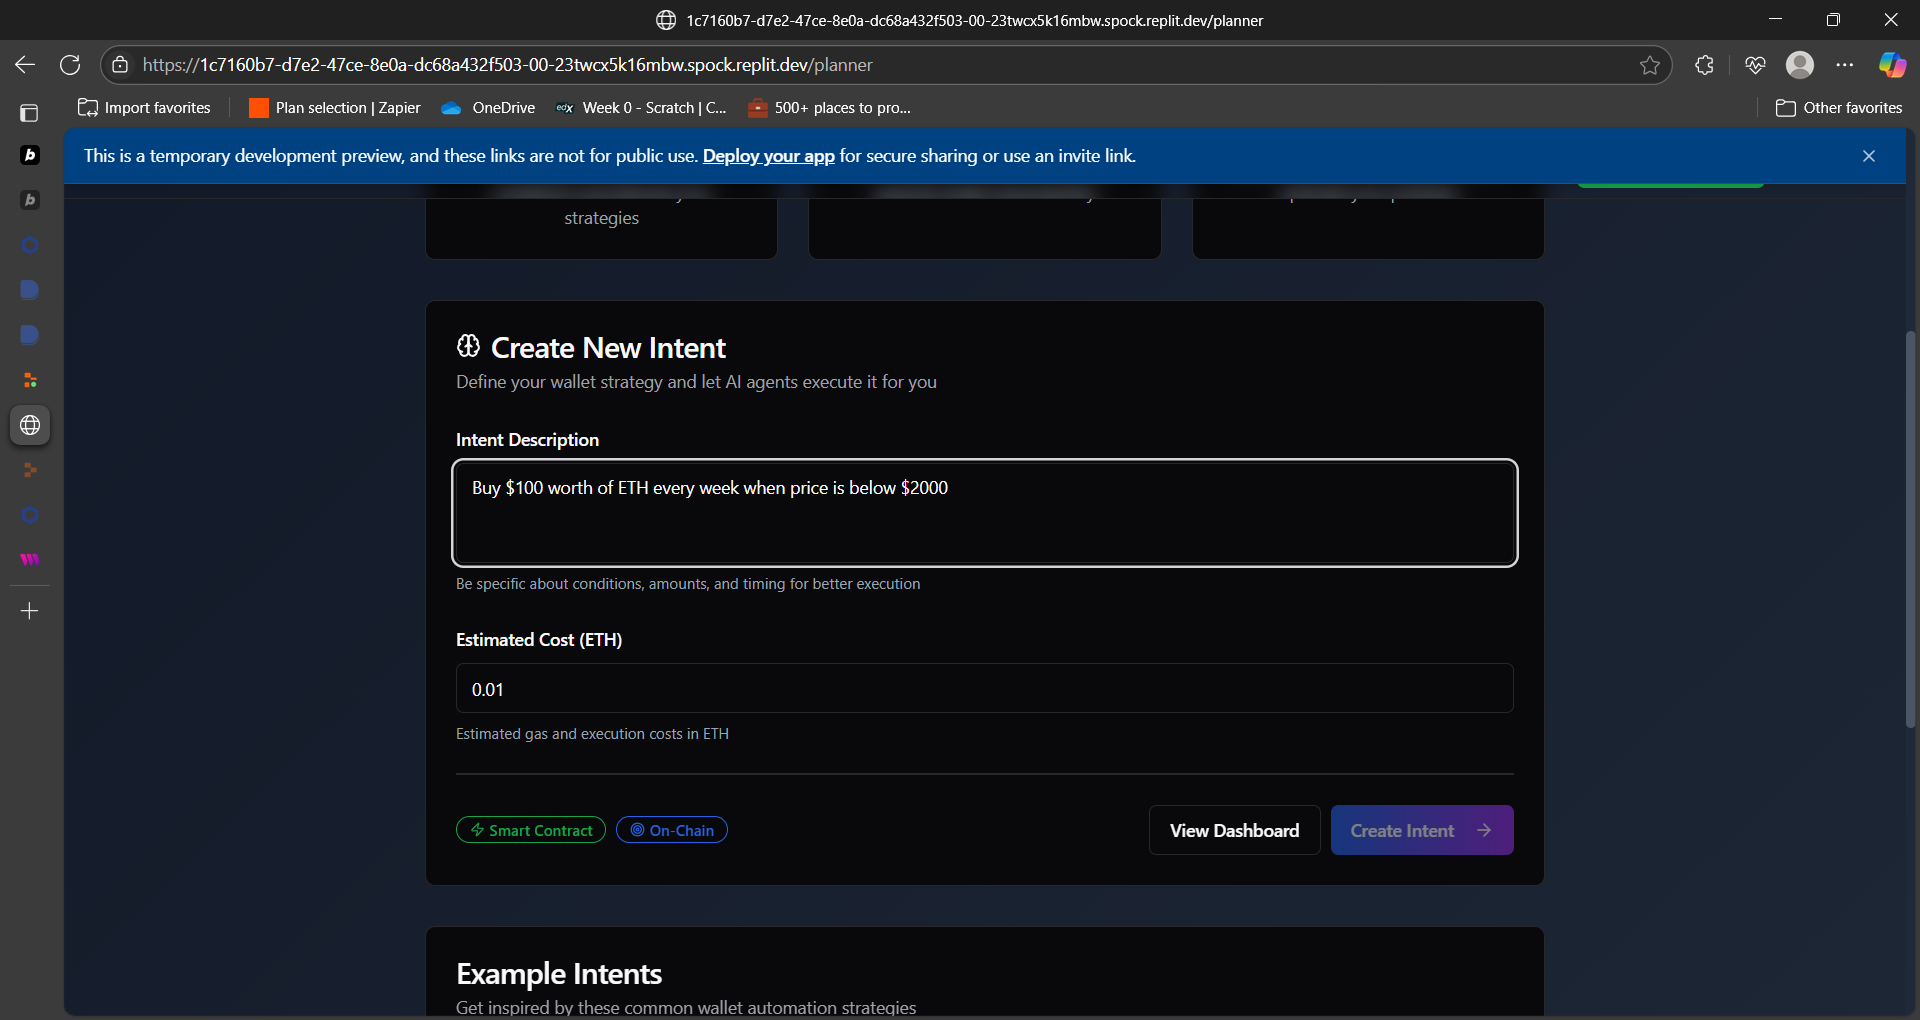 1c7160b7-d7e2-47ce-8e0a-dc68a432f503-00-23twcx5k16mbw.spock.replit.dev/planner
https://1c7160b7-d7e2-47ce-8e0a-dc68a432f503-00-23twcx5k16mbw.spock.replit.dev/planner
Import favorites
Plan selection | Zapier
OneDrive
edX
Week 0 - Scratch | C...
500+ places to pro...
Other favorites
This is a temporary development preview, and these links are not for public use. Deploy your app for secure sharing or use an invite link.
strategies
Create New Intent
Define your wallet strategy and let AI agents execute it for you
Intent Description
Buy $100 worth of ETH every week when price is below $2000
Be specific about conditions, amounts, and timing for better execution
Estimated Cost (ETH)
0.01
Estimated gas and execution costs in ETH
Smart Contract
On-Chain
View Dashboard
Create Intent
Example Intents
Get inspired by these common wallet automation strategies